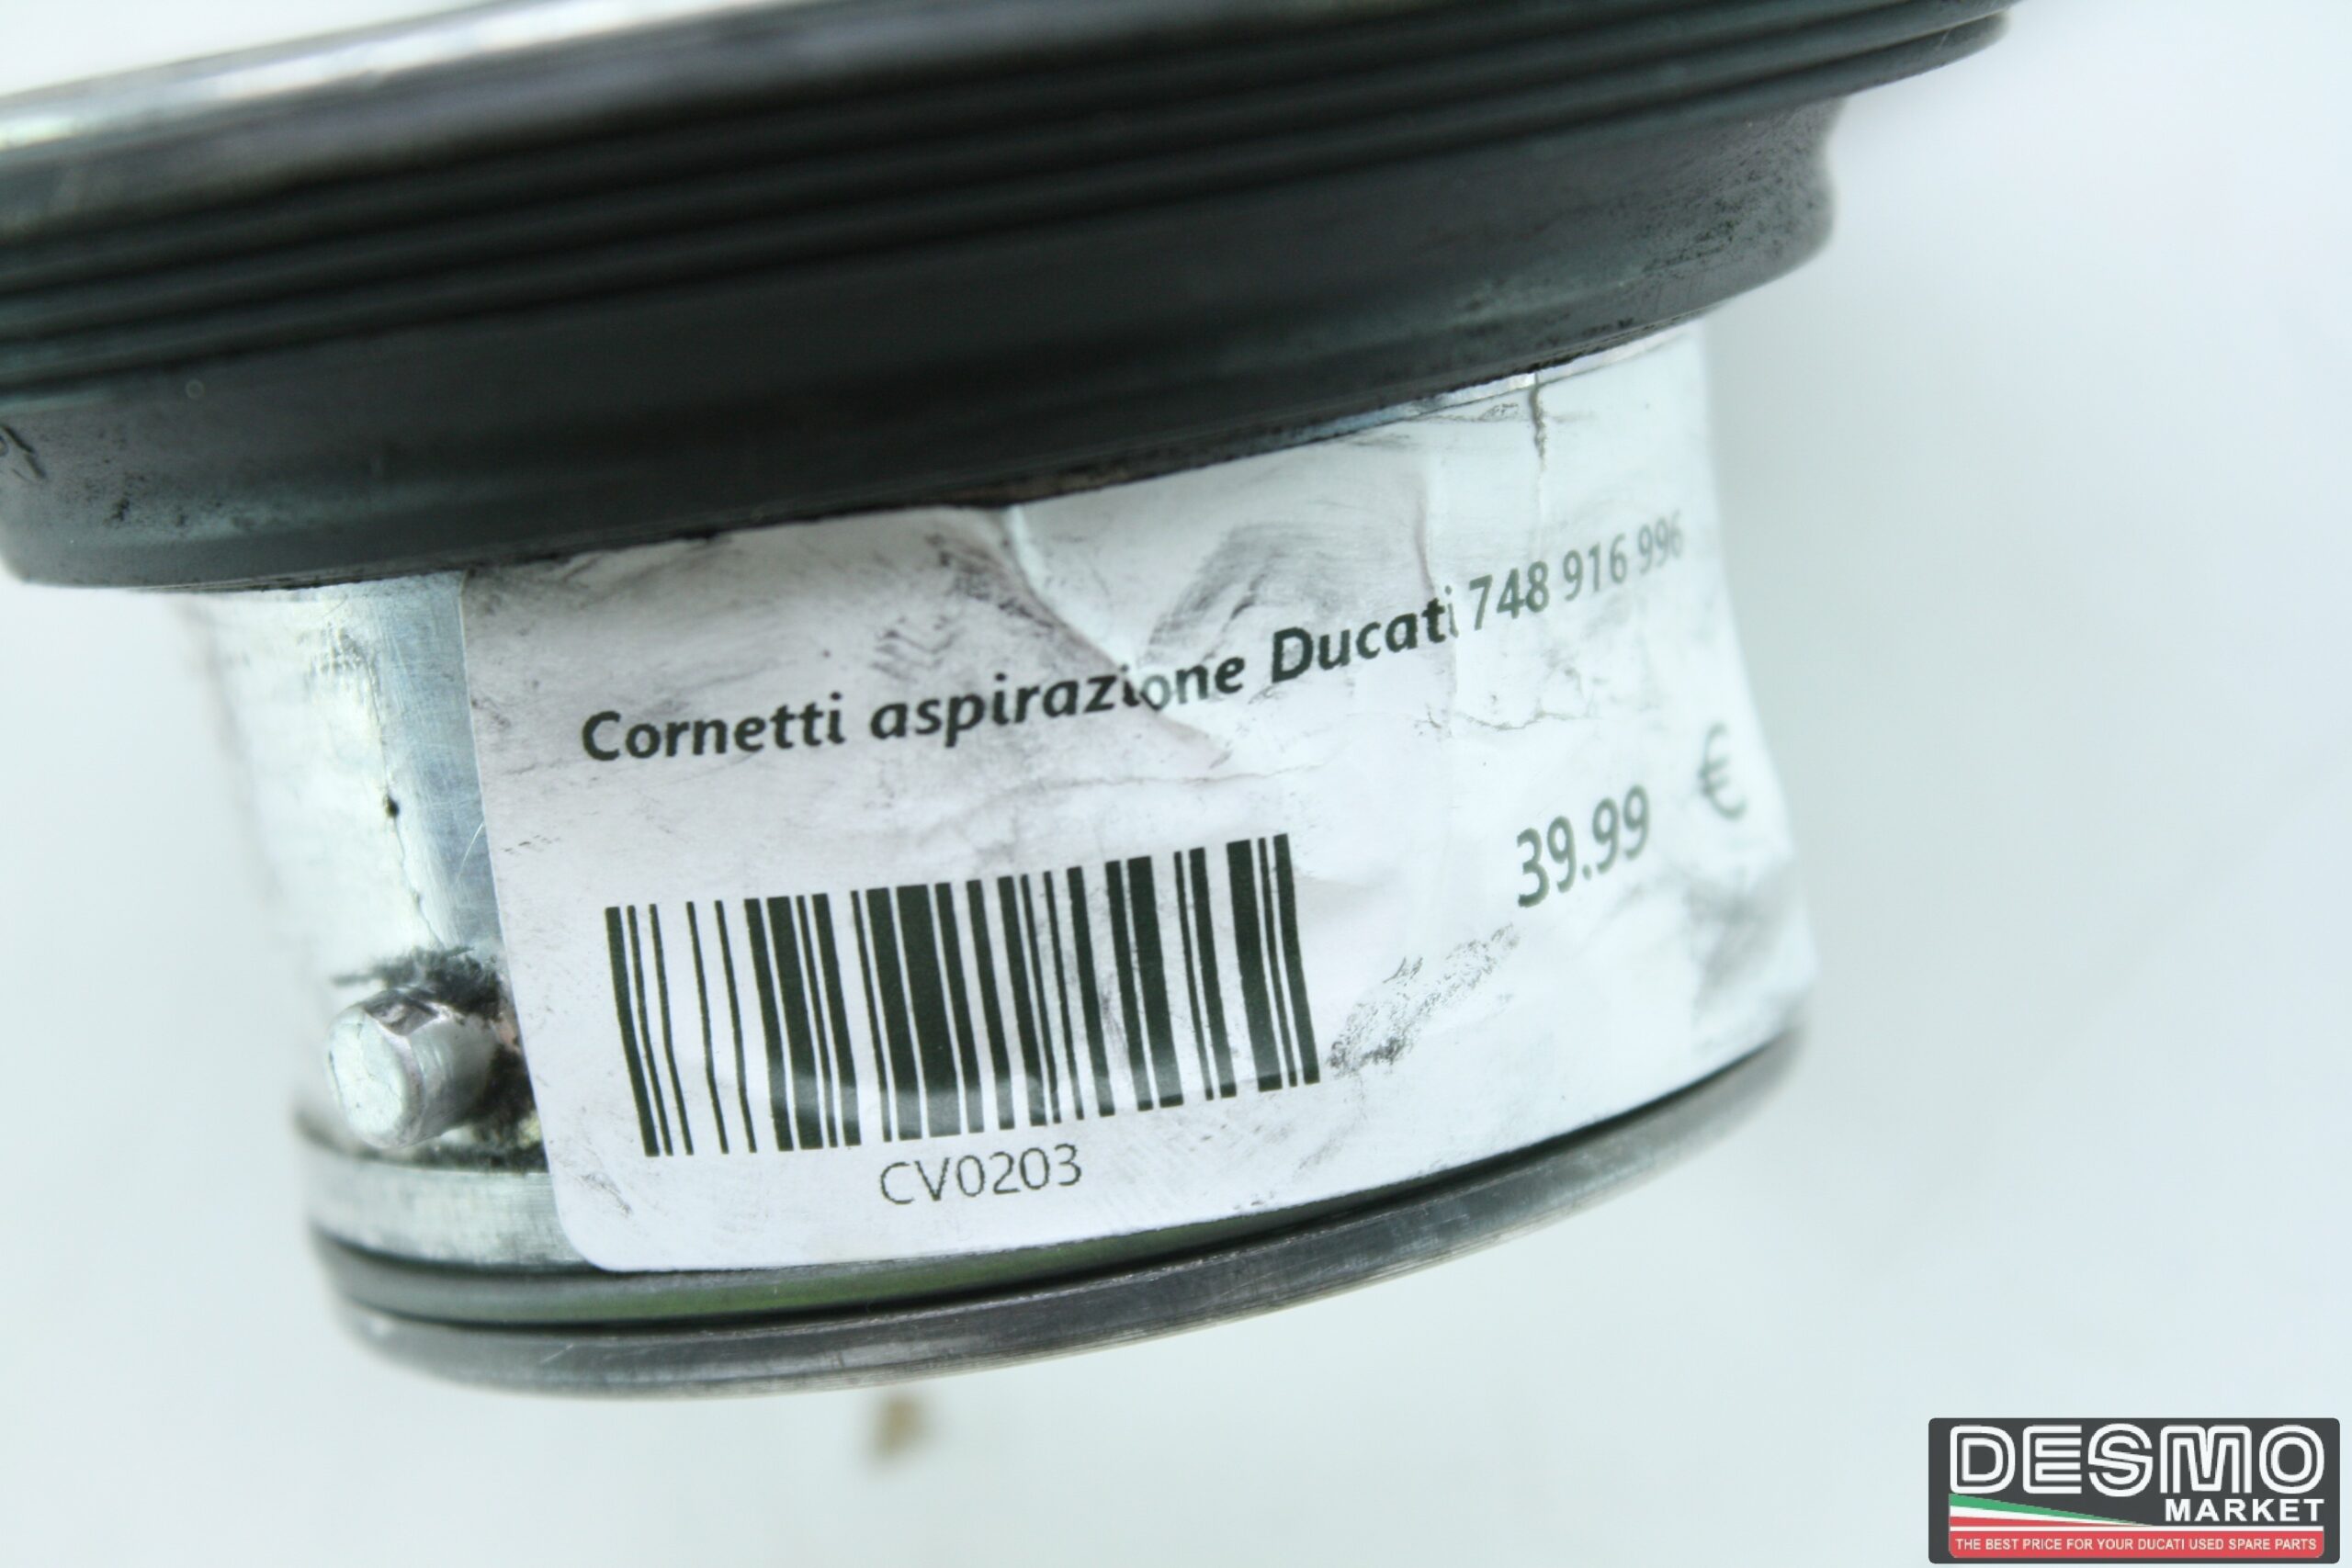 Cornetti aspirazione Ducati 748 916 996
39.99 €
CV0203
DESMO
MARKET
THE BEST PRICE FOR YOUR DUCATI USED SPARE PARTS